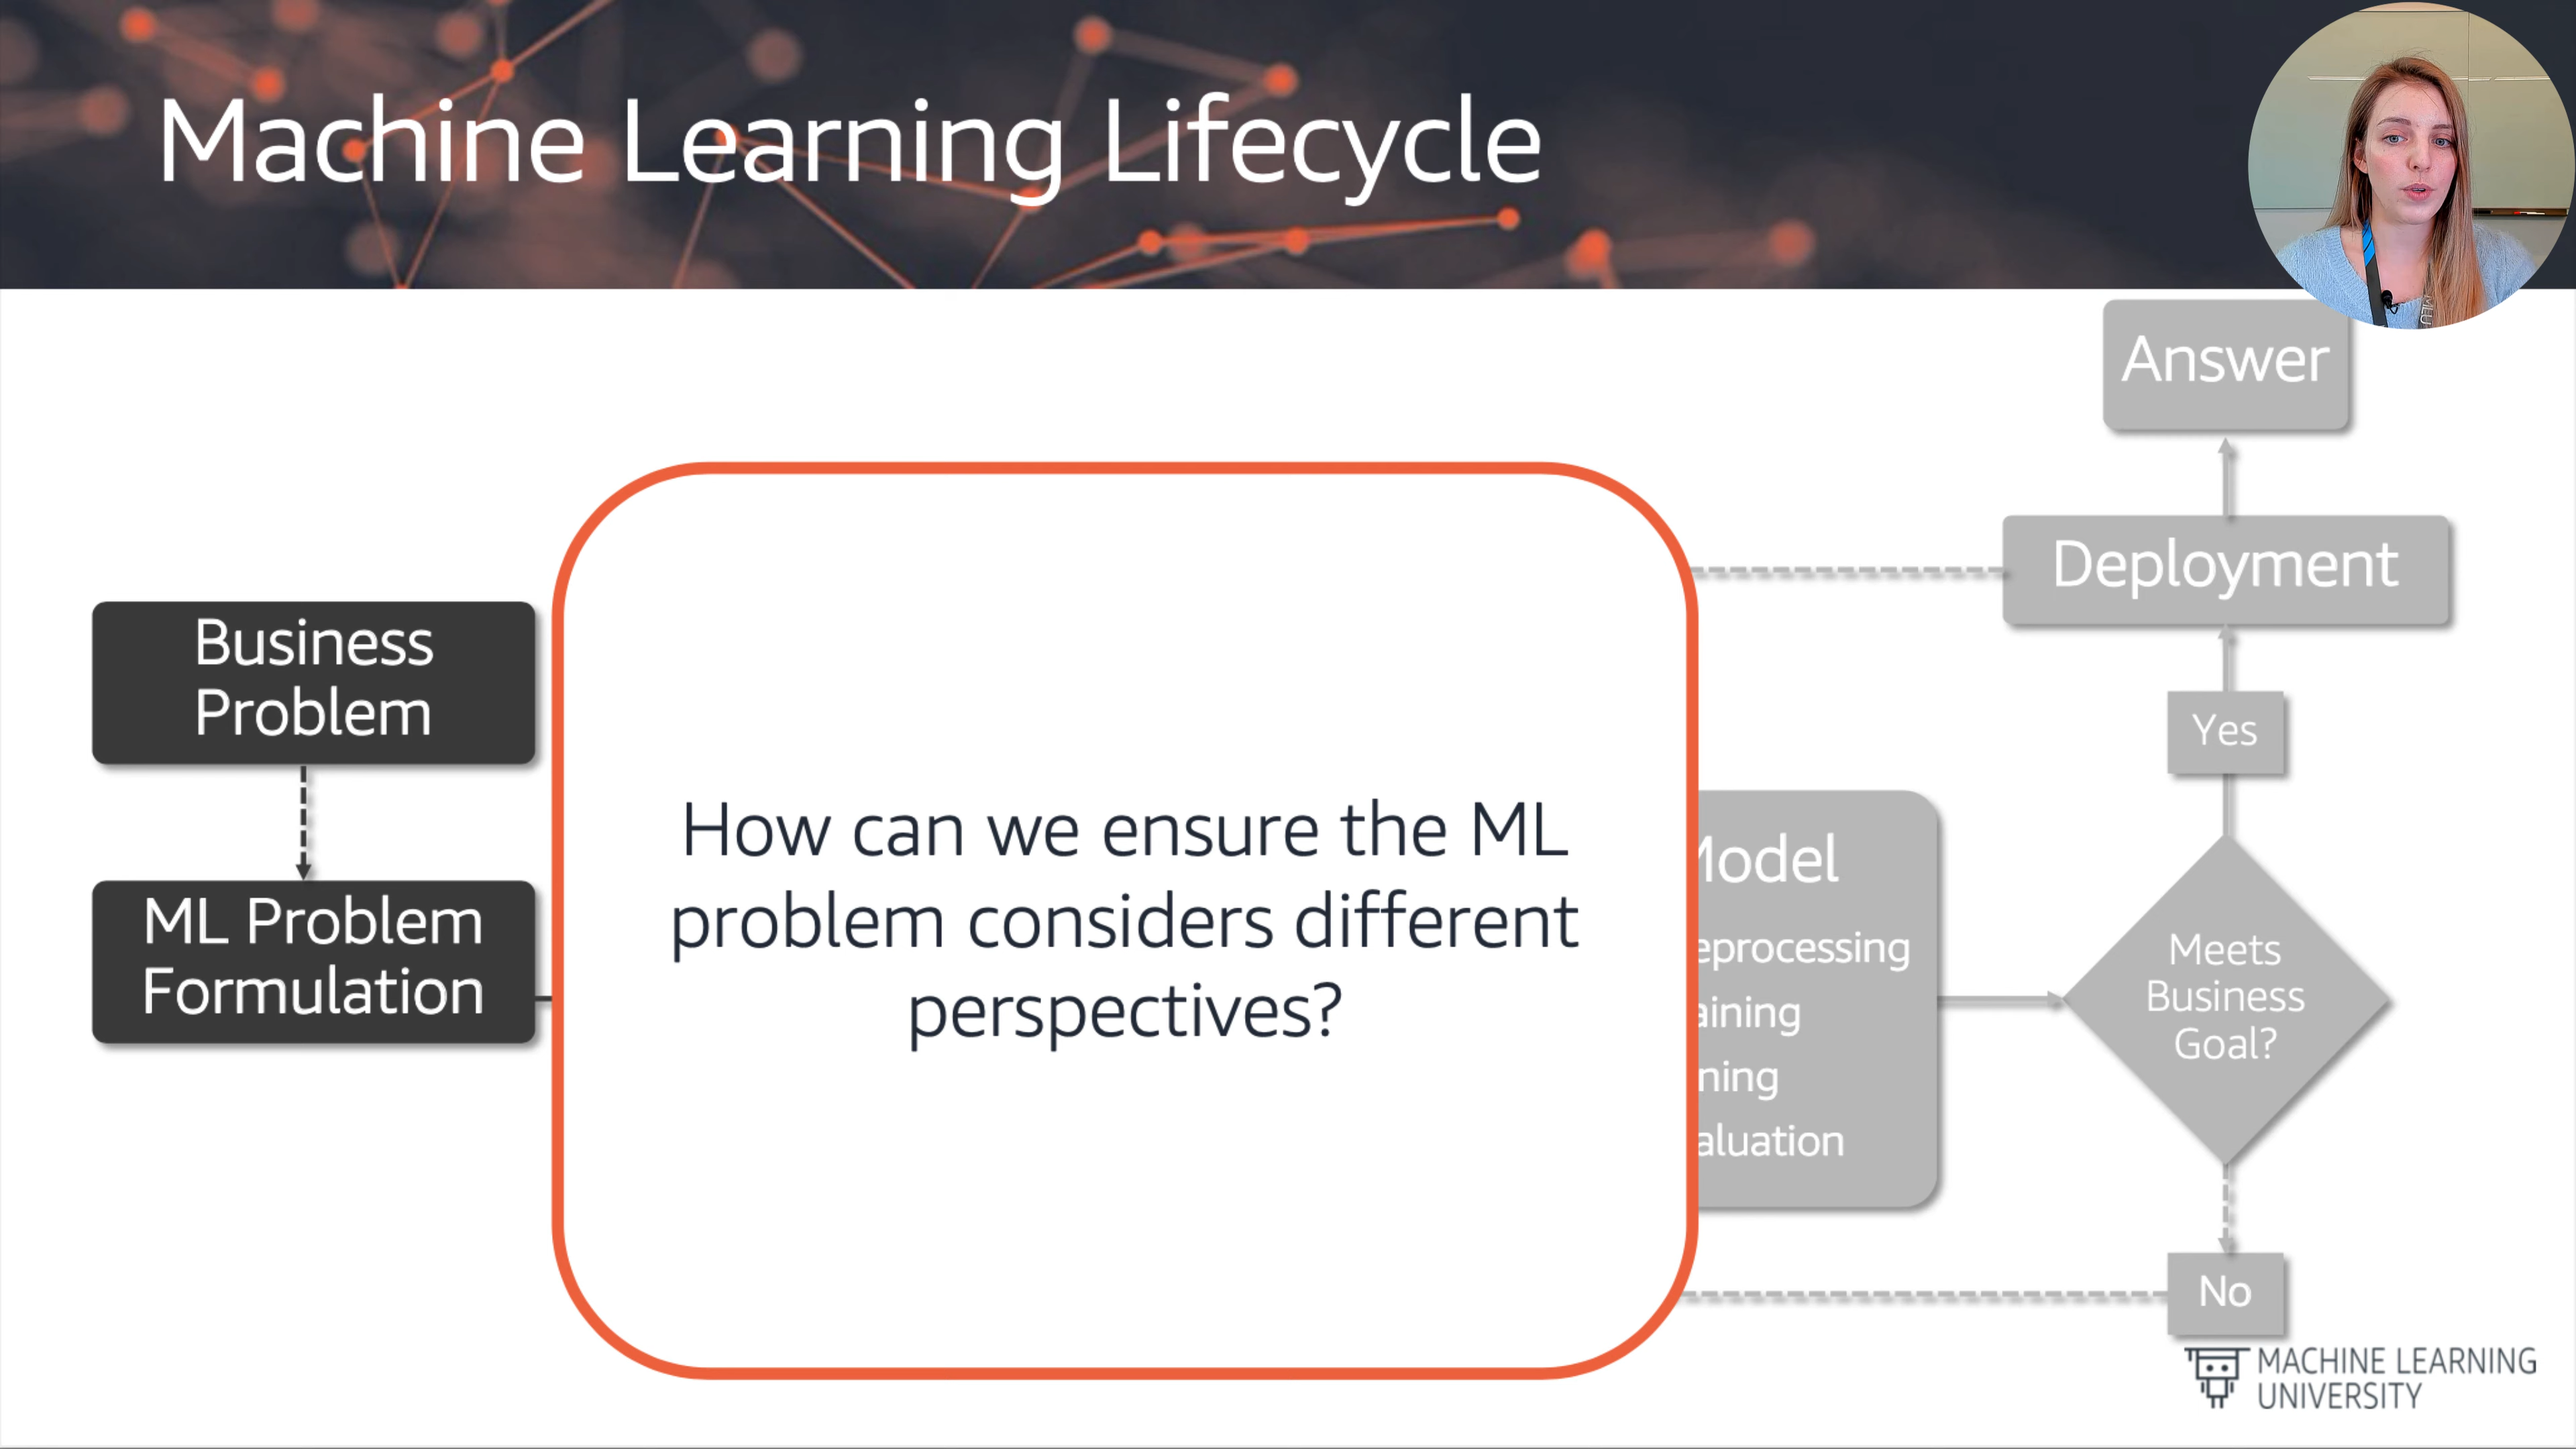 Machine Learning Lifecycle
Answer
Deployment
Business
Problem
Yes
How can we ensure the ML
problem considers different
perspectives?
ML Problem
Formulation
Meets
Business
Goal?
No
MACHINE LEARNING
UNIVERSITY
MLU